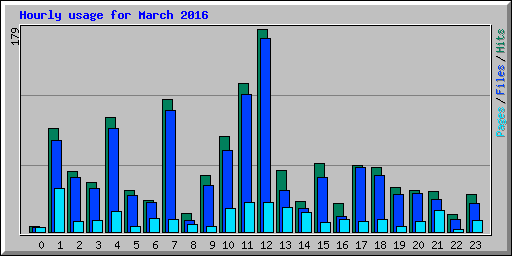 Hourly usage for March 2016
179
Pages / Files / Hits
0 1 2 3 4 5 6 7 8 9 10 11 12 13 14 15 16 17 18 19 20 21 22 23